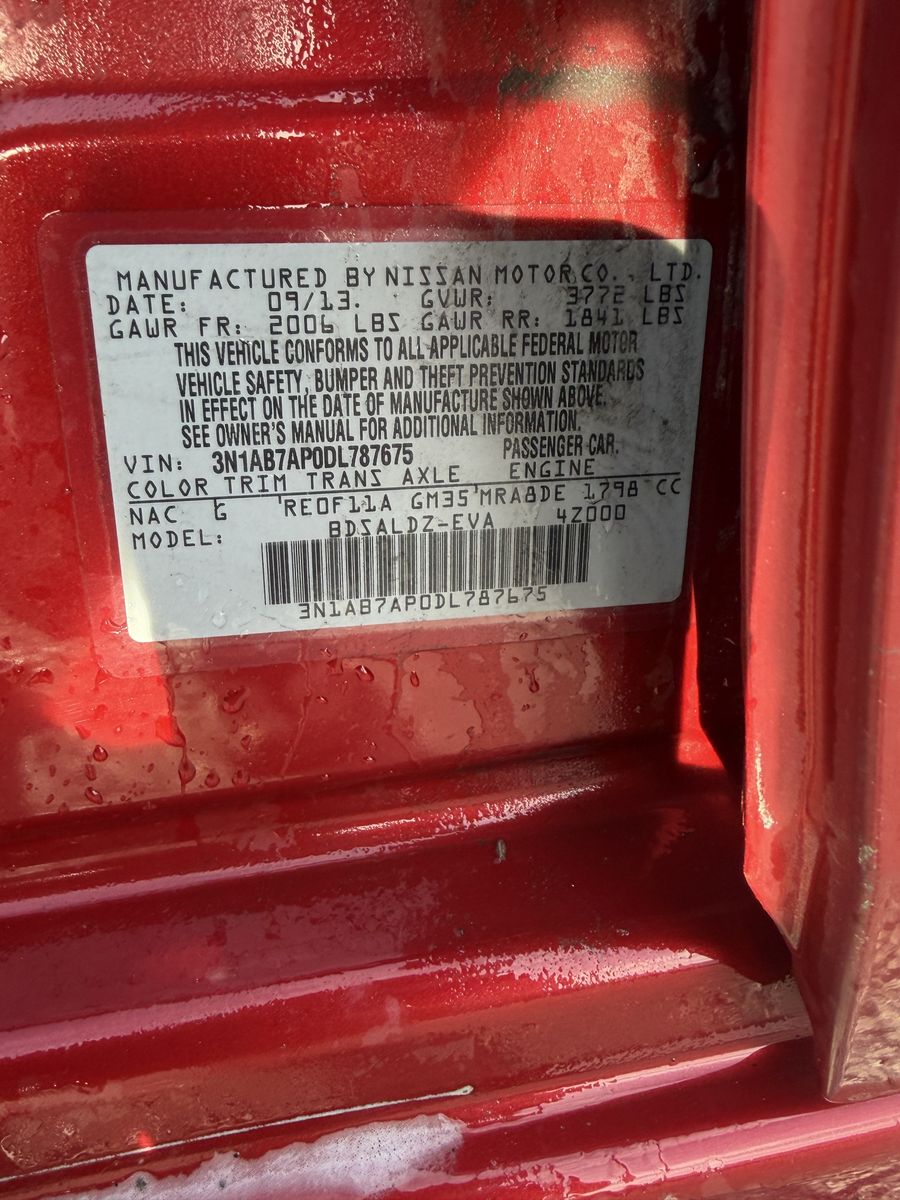 MANUFACTURED BY NISSAN MOTOR CO., LTD.
DATE: 09/13. GVWR: 3772 LBS
GAWR FR: 2006 LBS GAWR RR: 1841 LBS
THIS VEHICLE CONFORMS TO ALL APPLICABLE FEDERAL MOTOR
VEHICLE SAFETY, BUMPER AND THEFT PREVENTION STANDARDS
IN EFFECT ON THE DATE OF MANUFACTURE SHOWN ABOVE.
SEE OWNER'S MANUAL FOR ADDITIONAL INFORMATION.
PASSENGER CAR.
VIN: 3N1AB7AP0DL787675
COLOR TRIM TRANS AXLE ENGINE
NAC G RE0F11A GM35 MRA8DE 1798 CC
MODEL: BDSALDZ-EVA 42000
3N1AB7AP0DL787675